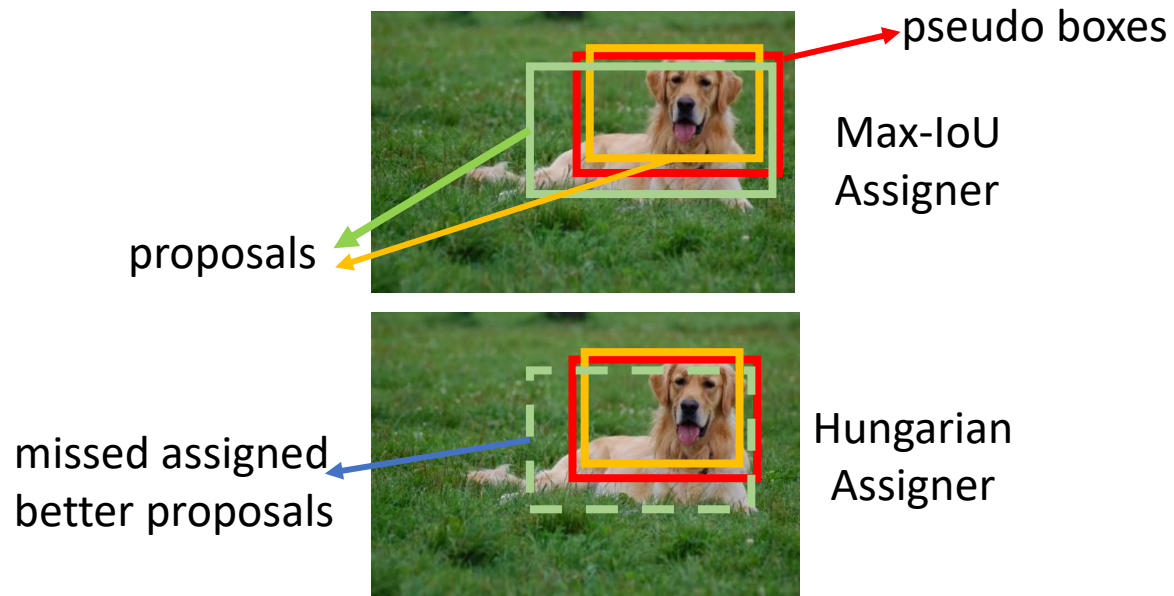 pseudo boxes
Max-IoU
Assigner
proposals
missed assigned
better proposals
Hungarian
Assigner